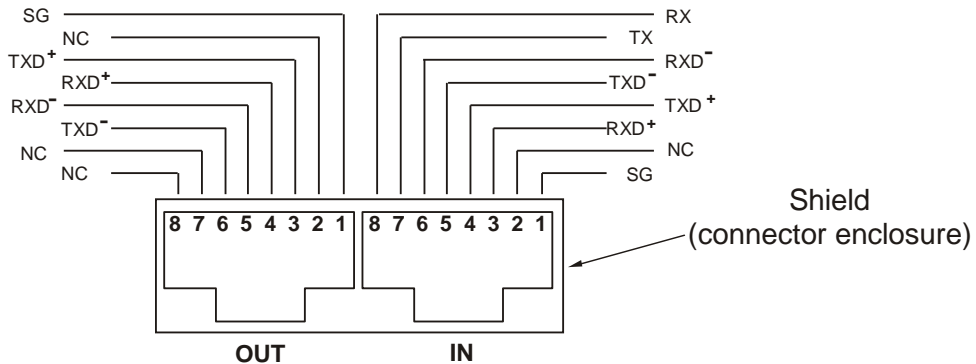 SG
NC
TXD+
RXD+
RXD-
TXD-
NC
NC
RX
TX
RXD-
TXD-
TXD+
RXD+
NC
SG
8 7 6 5 4 3 2 1
8 7 6 5 4 3 2 1
Shield
(connector enclosure)
OUT
IN